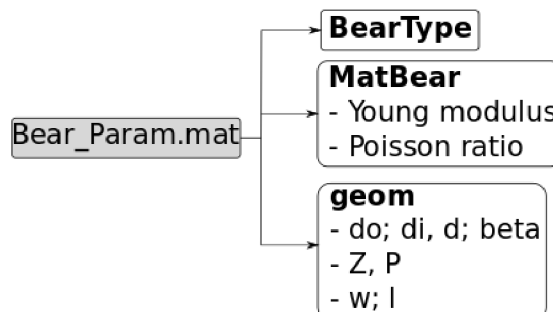 BearType
MatBear
- Young modulus
- Poisson ratio
Bear_Param.mat
geom
- do; di, d; beta
- Z, P
- w; l